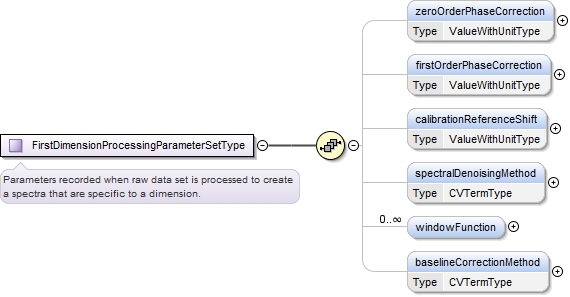 zeroOrderPhaseCorrection
Type ValueWithUnitType
firstOrderPhaseCorrection
Type ValueWithUnitType
calibrationReferenceShift
Type ValueWithUnitType
FirstDimensionProcessingParameterSetType
Parameters recorded when raw data set is processed to create
a spectra that are specific to a dimension.
spectralDenoisingMethod
Type CVTermType
0..∞
windowFunction
baselineCorrectionMethod
Type CVTermType